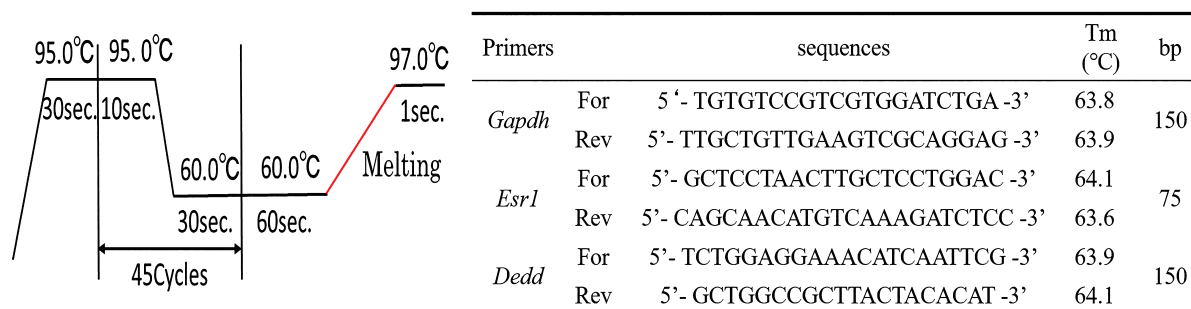 95.0℃ 95.0℃
97.0℃
30sec. 10sec.
1sec.
60.0℃ 60.0℃
Melting
30sec. 60sec.
45Cycles
Primers sequences Tm (℃) bp
Gapdh For 5‘- TGTGTCCGTCGTGGATCTGA -3’ 63.8 150
Rev 5’- TTGCTGTTGAAGTCGCAGGAG -3’ 63.9
Esr1 For 5’- GCTCCTAACTTGCTCCTGGAC -3’ 64.1 75
Rev 5’- CAGCAACATGTCAAAGATCTCC -3’ 63.6
Dedd For 5’- TCTGGAGGAAACATCAATTCG -3’ 63.9 150
Rev 5’- GCTGGCCGCTTACTACACAT -3’ 64.1